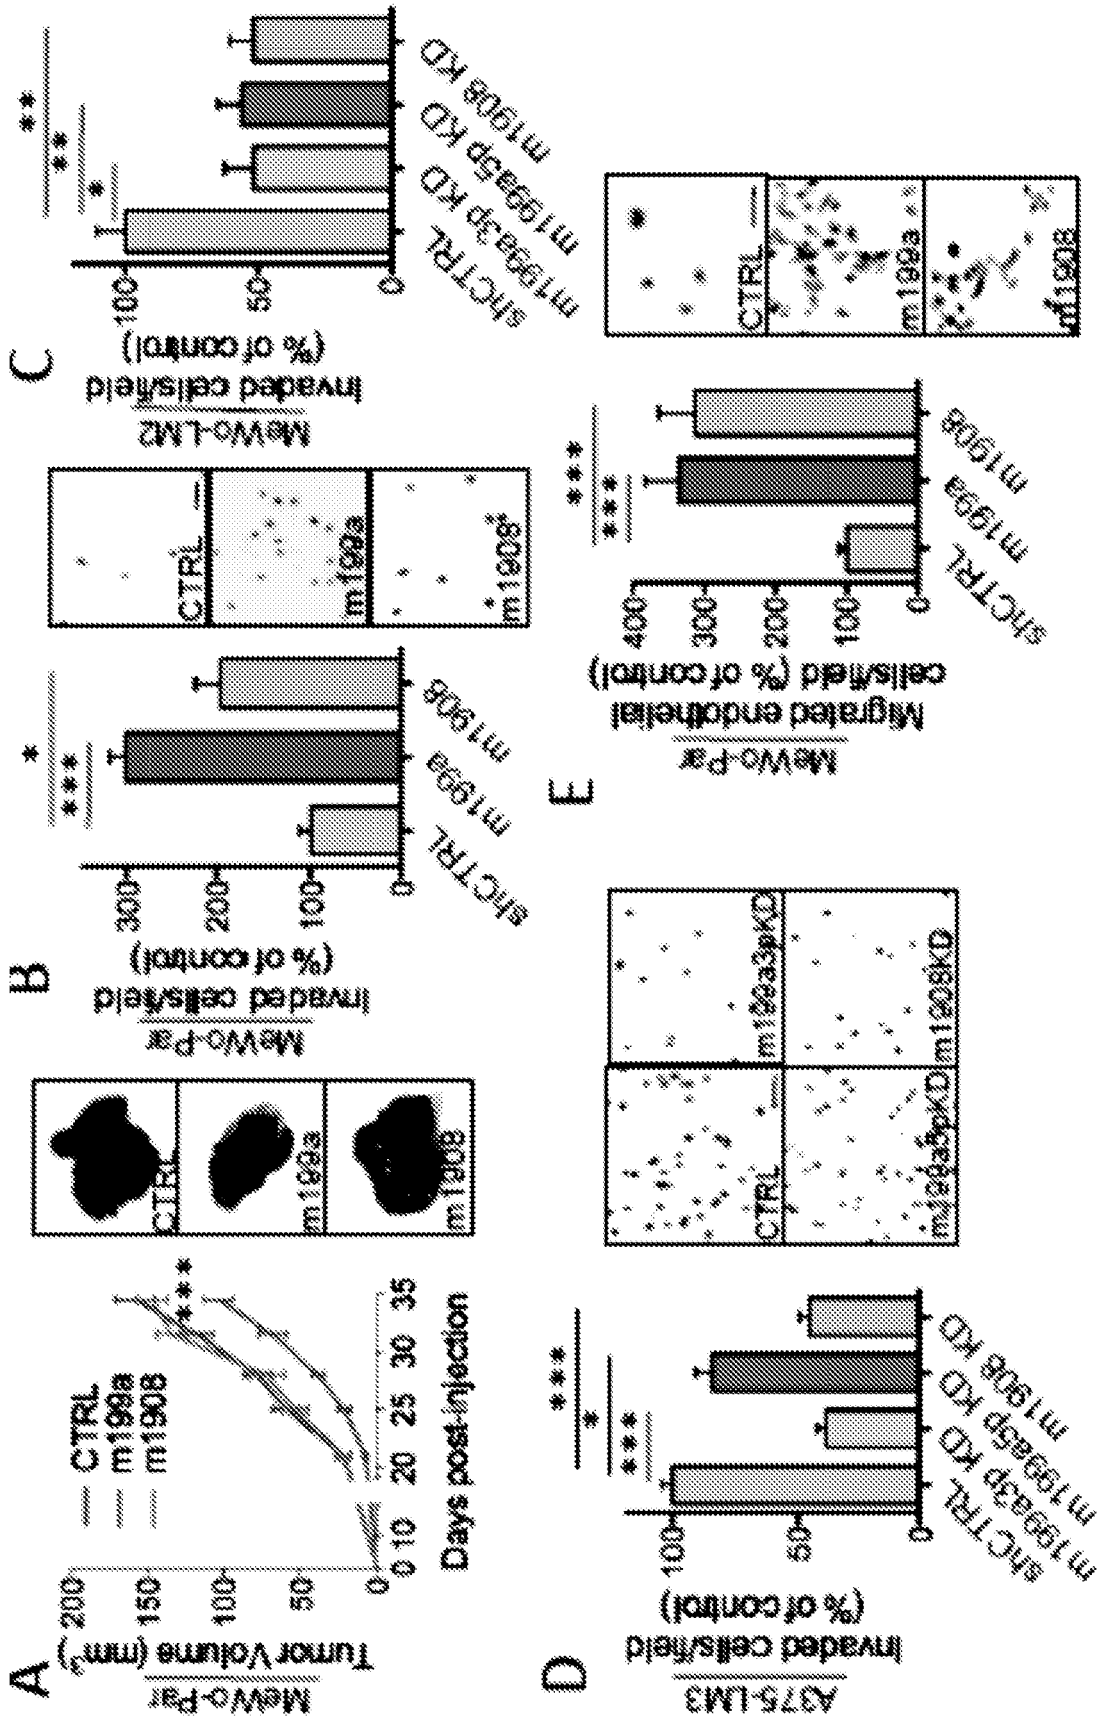 A
MeWo-Par
Tumor Volume (mm³)
200
150
100
50
0
CTRL
m199a
m1908
***
0 10 20 25 30 35
Days post-injection
CTRL
m199a
m1908
B
MeWo-Par
Invaded cells/field
(% of control)
300
200
100
0
*
***
shCTRL
m199a
m1908
CTRL
m199a
m1908
C
MeWo-LM2
Invaded cells/field
(% of control)
100
50
0
**
**
*
shCTRL
m199a3p KD
m199a5p KD
m1908 KD
D
A375-LM3
Invaded cells/field
(% of control)
100
50
0
***
*
***
shCTRL
m199a3p KD
m199a5p KD
m1908 KD
CTRL
m199a3pKD
m199a5pKD
m1908KD
E
MeWo-Par
Migrated endothelial
cells/field (% of control)
400
300
200
100
0
***
***
shCTRL
m199a
m1908
CTRL
m199a
m1908